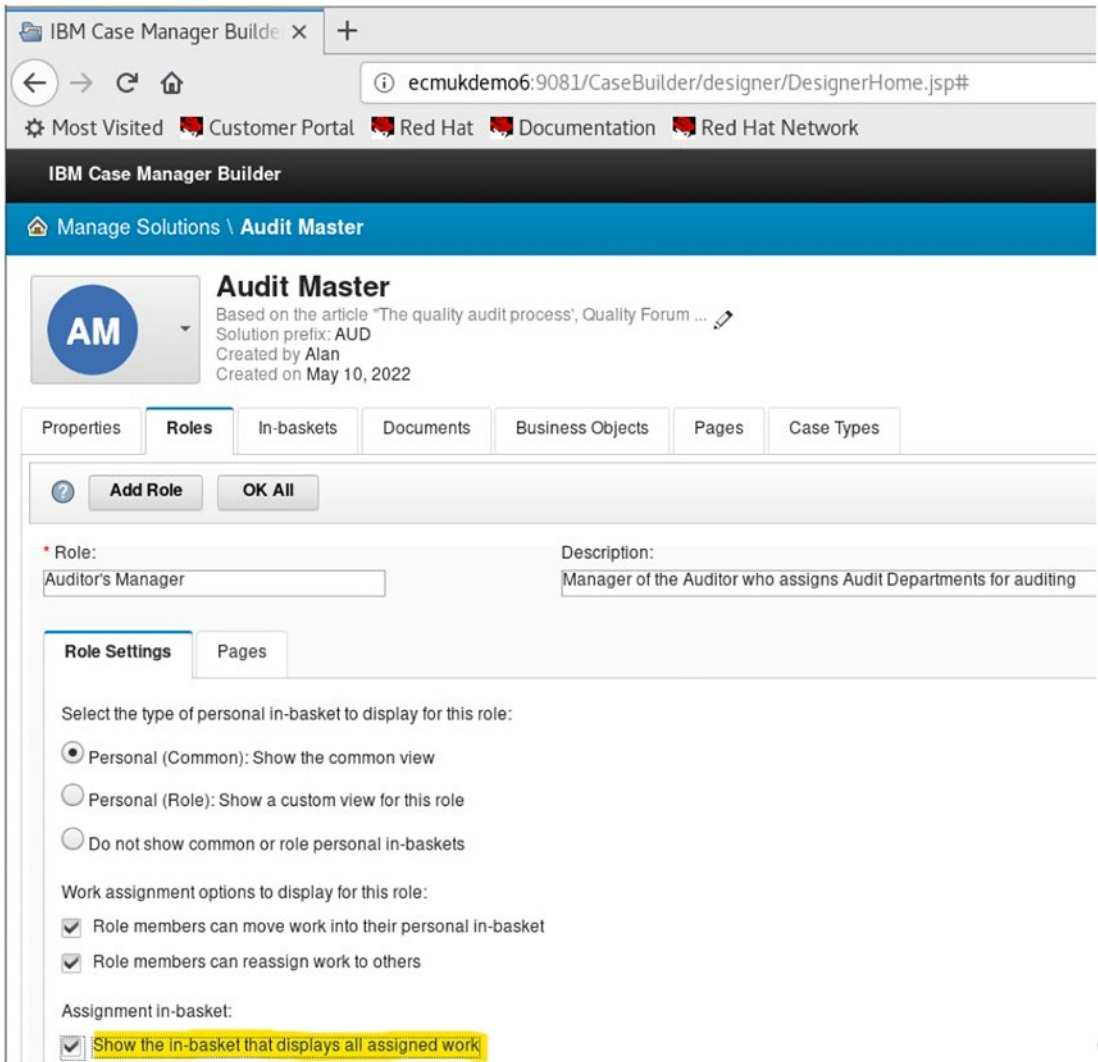 IBM Case Manager Builde
ecmukdemo6:9081/CaseBuilder/designer/DesignerHome.jsp#
Most Visited Customer Portal Red Hat Documentation Red Hat Network
IBM Case Manager Builder
Manage Solutions \ Audit Master
AM
Audit Master
Based on the article "The quality audit process', Quality Forum ...
Solution prefix: AUD
Created by Alan
Created on May 10, 2022
Properties Roles In-baskets Documents Business Objects Pages Case Types
? Add Role OK All
* Role: Description:
Auditor's Manager Manager of the Auditor who assigns Audit Departments for auditing
Role Settings Pages
Select the type of personal in-basket to display for this role:
Personal (Common): Show the common view
Personal (Role): Show a custom view for this role
Do not show common or role personal in-baskets
Work assignment options to display for this role:
Role members can move work into their personal in-basket
Role members can reassign work to others
Assignment in-basket:
Show the in-basket that displays all assigned work